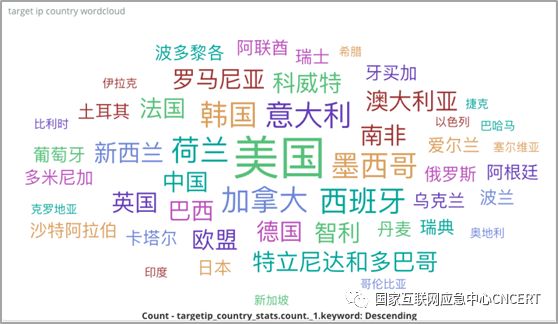 target ip country wordcloud
波多黎各
阿联酋
瑞士
希腊
伊拉克
罗马尼亚
科威特
牙买加
土耳其
法国
韩国
意大利
澳大利亚
捷克
比利时
以色列
巴哈马
南非
葡萄牙
新西兰
荷兰
美国
墨西哥
爱尔兰
塞尔维亚
多米尼加
中国
俄罗斯
阿根廷
克罗地亚
英国
巴西
加拿大
西班牙
乌克兰
波兰
沙特阿拉伯
卡塔尔
欧盟
德国
智利
丹麦
瑞典
奥地利
印度
日本
特立尼达和多巴哥
哥伦比亚
新加坡
国家互联网应急中心CNCERT
Count - targetip_country_stats.count._1.keyword: Descending